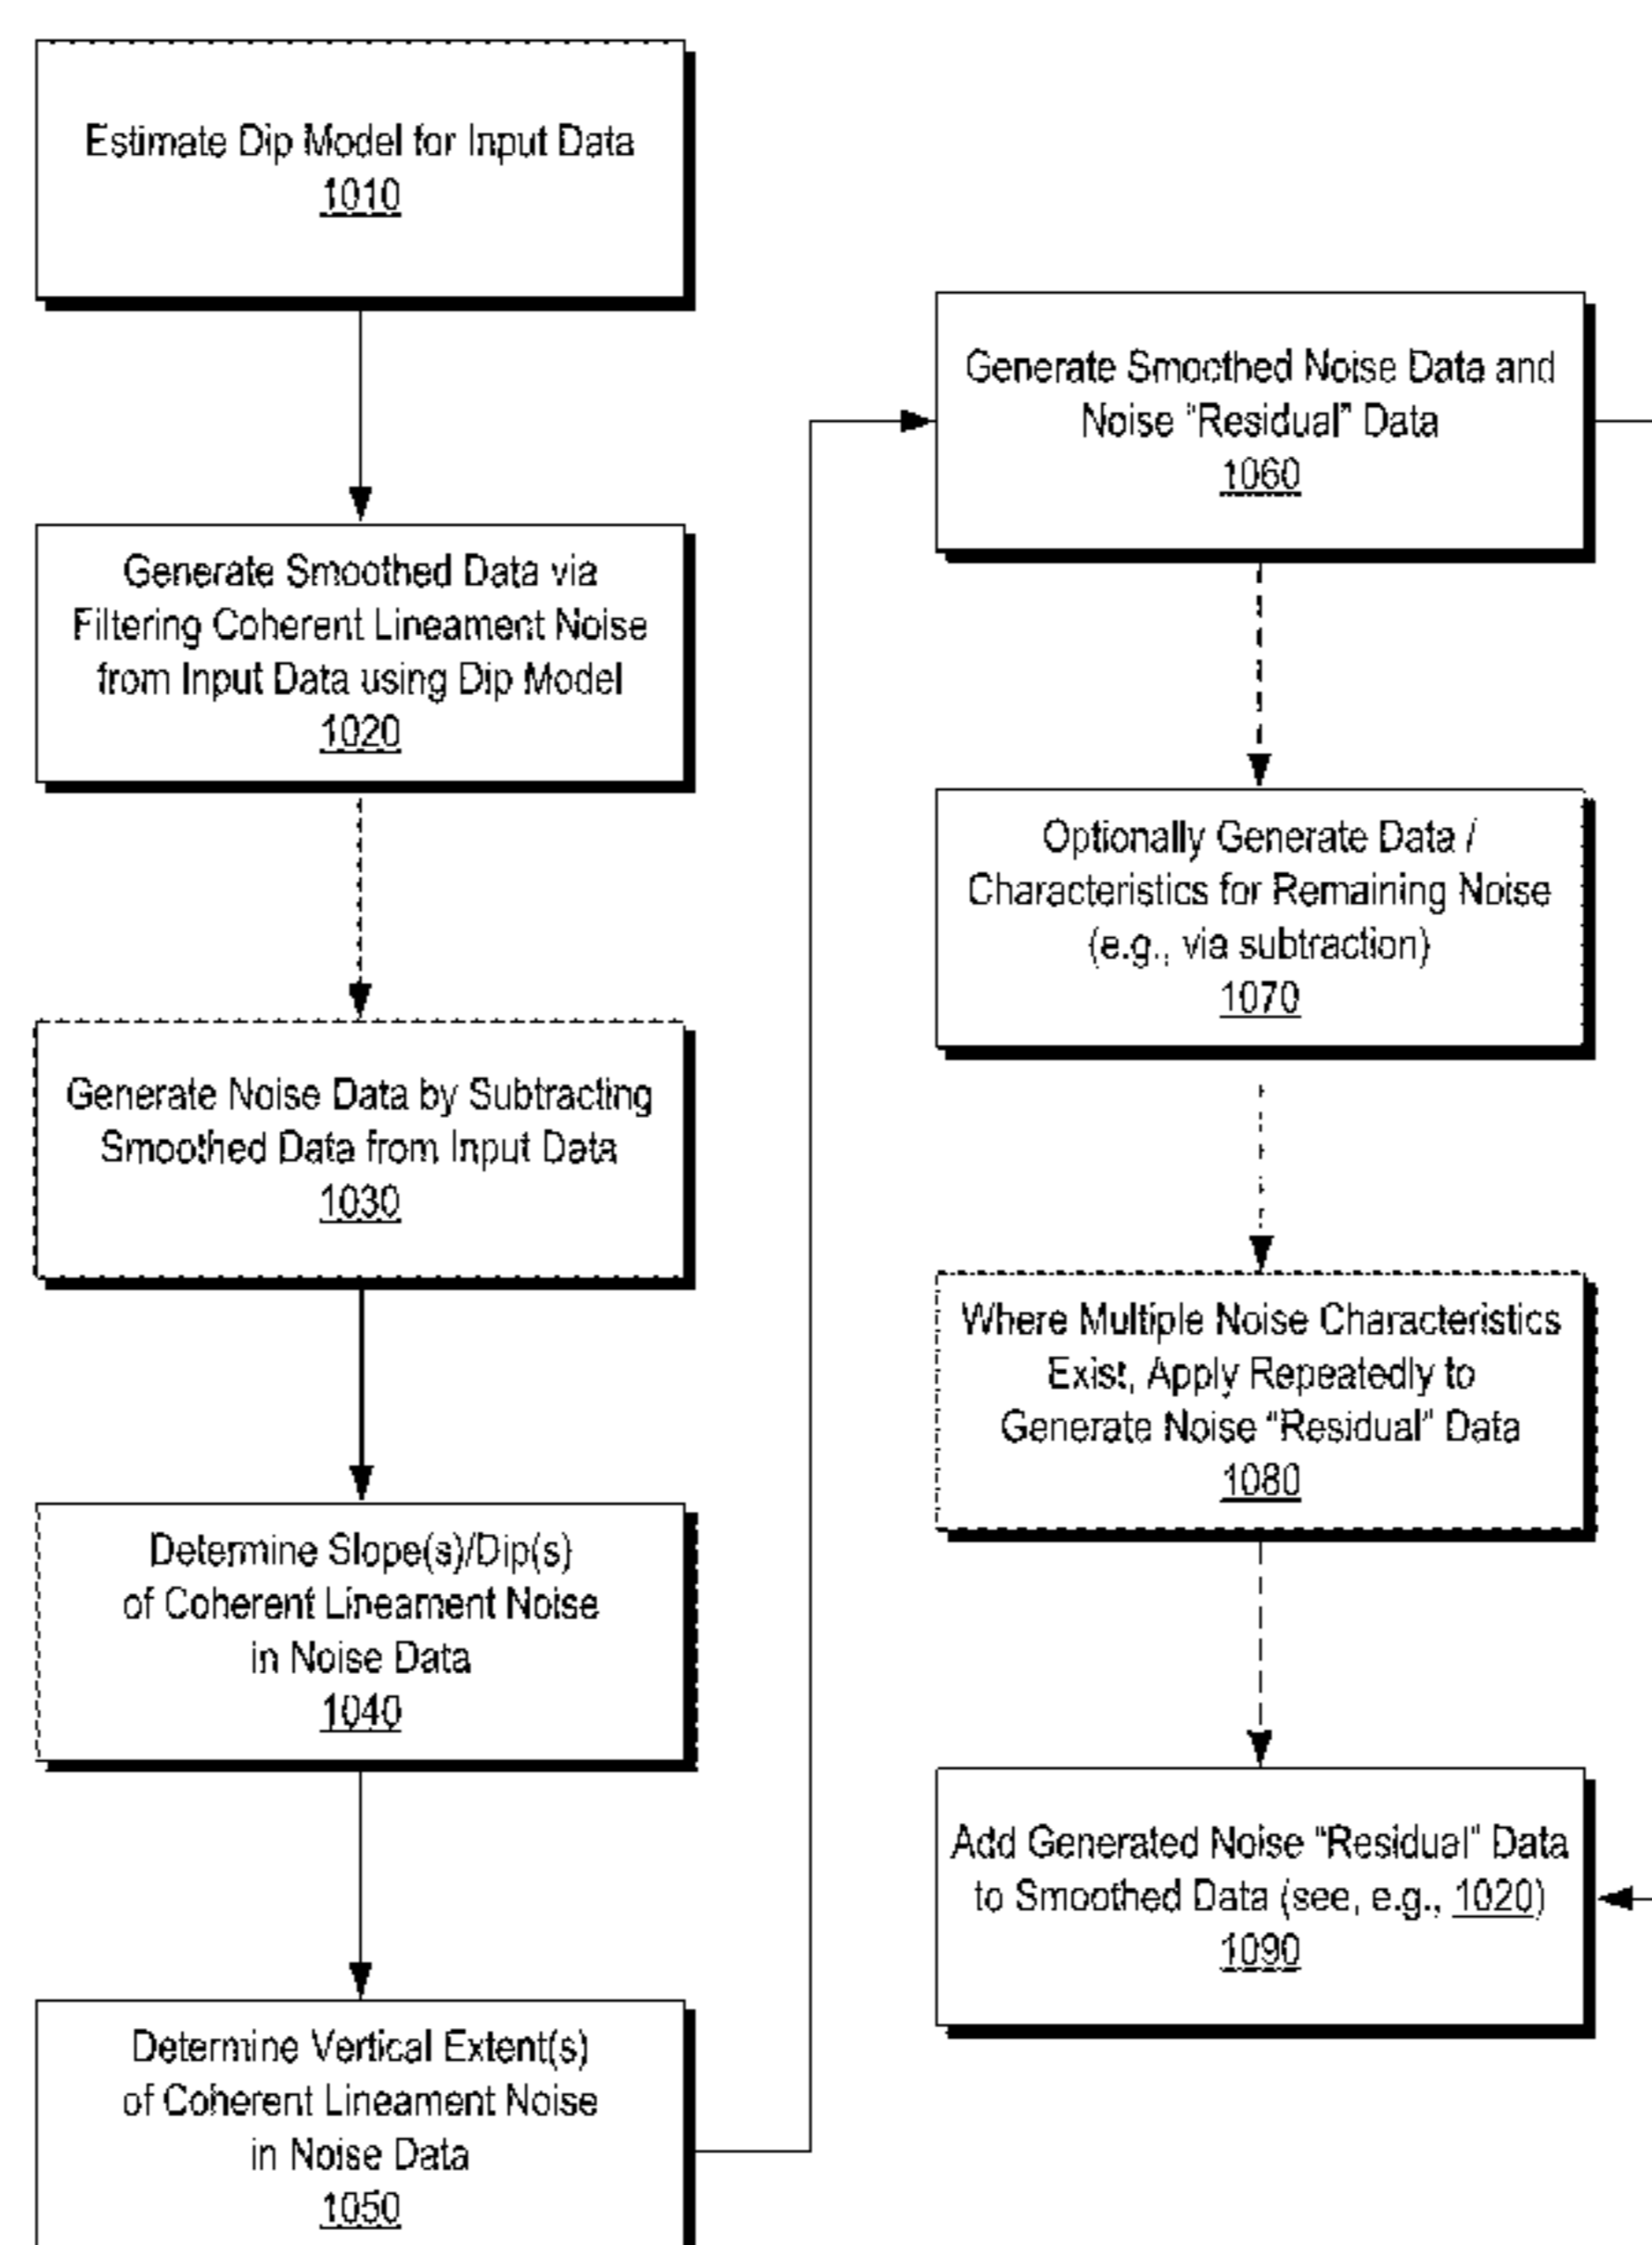 Estimate Dip Model for Input Data
1010
Generate Smoothed Data via
Filtering Coherent Lineament Noise
from Input Data using Dip Model
1020
Generate Noise Data by Subtracting
Smoothed Data from Input Data
1030
Determine Slope(s)/Dip(s)
of Coherent Lineament Noise
in Noise Data
1040
Determine Vertical Extent(s)
of Coherent Lineament Noise
in Noise Data
1050
Generate Smoothed Noise Data and
Noise "Residual" Data
1060
Optionally Generate Data /
Characteristics for Remaining Noise
(e.g., via subtraction)
1070
Where Multiple Noise Characteristics
Exist, Apply Repeatedly to
Generate Noise “Residual” Data
1080
Add Generated Noise “Residual” Data
to Smoothed Data (see, e.g., 1020)
1090